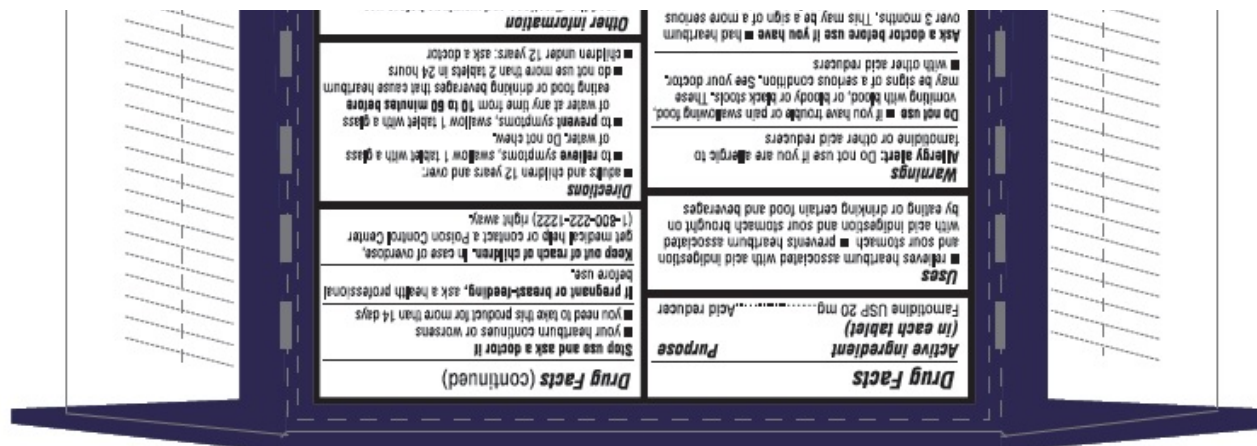 Drug Facts
Active ingredient Purpose
(in each tablet)
Famotidine USP 20 mg..................Acid reducer
Uses
■ relieves heartburn associated with acid indigestion
and sour stomach ■ prevents heartburn associated
with acid indigestion and sour stomach brought on
by eating or drinking certain food and beverages
Warnings
Allergy alert: Do not use if you are allergic to
famotidine or other acid reducers
Do not use ■ if you have trouble or pain swallowing food,
vomiting with blood, or bloody or black stools. These
may be signs of a serious condition. See your doctor.
■ with other acid reducers
Ask a doctor before use if you have ■ had heartburn
over 3 months. This may be a sign of a more serious
Drug Facts (continued)
Stop use and ask a doctor if
■ your heartburn continues or worsens
■ you need to take this product for more than 14 days
If pregnant or breast-feeding, ask a health professional
before use.
Keep out of reach of children. In case of overdose,
get medical help or contact a Poison Control Center
(1-800-222-1222) right away.
Directions
■ adults and children 12 years and over:
■ to relieve symptoms, swallow 1 tablet with a glass
of water. Do not chew.
■ to prevent symptoms, swallow 1 tablet with a glass
of water at any time from 10 to 60 minutes before
eating food or drinking beverages that cause heartburn
■ do not use more than 2 tablets in 24 hours
■ children under 12 years: ask a doctor
Other information